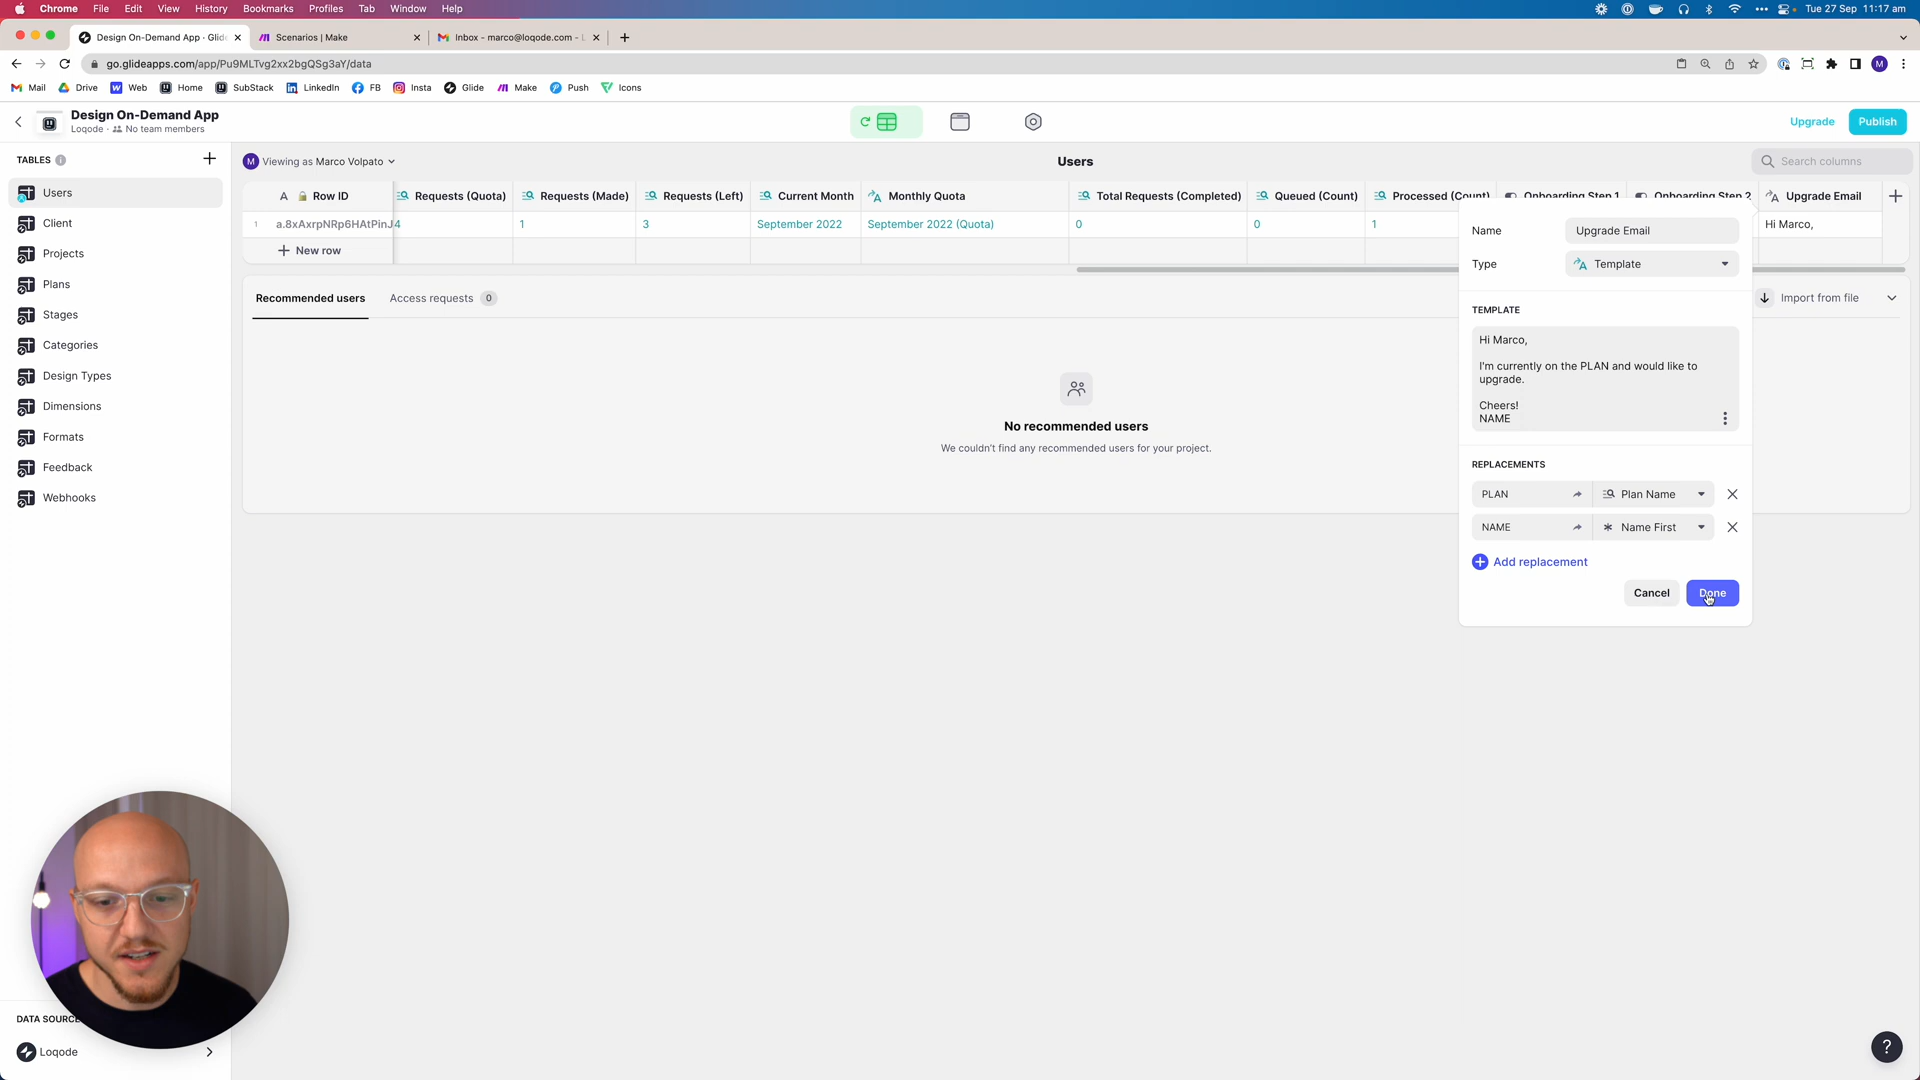 Chrome File Edit View History Bookmarks Profiles Tab Window Help Tue 27 Sep 11:17 am
Design On-Demand App · Glide Scenarios | Make Inbox - marco@loqode.com -
go.glideapps.com/app/Pu9MLTvg2xx2bgQSg3aY/data M
Mail Drive Web Home SubStack LinkedIn FB Insta Glide Make Push Icons
Design On-Demand App
Loqode · No team members
Upgrade Publish
TABLES
M Viewing as Marco Volpato
Users
Search columns
Users
Client
Projects
Plans
Stages
Categories
Design Types
Dimensions
Formats
Feedback
Webhooks
A Row ID Requests (Quota) Requests (Made) Requests (Left) Current Month Monthly Quota Total Requests (Completed) Queued (Count) Processed (Count) Onboarding Step 1 Onboarding Step 2 Upgrade Email
1 a.8xAxrpNRp6HAtPinJ 4 1 3 September 2022 September 2022 (Quota) 0 0 1 Hi Marco,
New row
Recommended users Access requests 0
Import from file
No recommended users
We couldn't find any recommended users for your project.
Name Upgrade Email
Type Template
TEMPLATE
Hi Marco,
I'm currently on the PLAN and would like to
upgrade.
Cheers!
NAME
REPLACEMENTS
PLAN Plan Name
NAME Name First
Add replacement
Cancel Done
DATA SOURC
Loqode
?